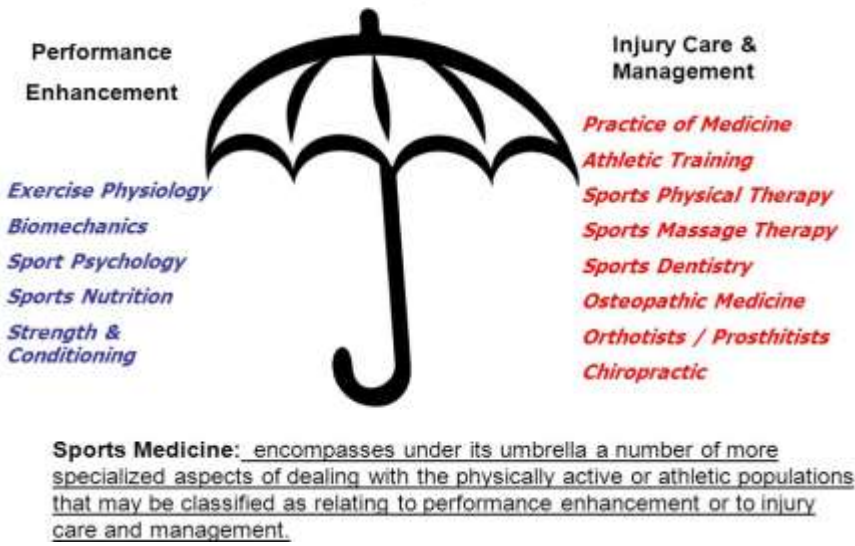 Performance
Enhancement
Exercise Physiology
Biomechanics
Sport Psychology
Sports Nutrition
Strength &
Conditioning
Injury Care &
Management
Practice of Medicine
Athletic Training
Sports Physical Therapy
Sports Massage Therapy
Sports Dentistry
Osteopathic Medicine
Orthotists / Prosthitists
Chiropractic
Sports Medicine: encompasses under its umbrella a number of more
specialized aspects of dealing with the physically active or athletic populations
that may be classified as relating to performance enhancement or to injury
care and management.